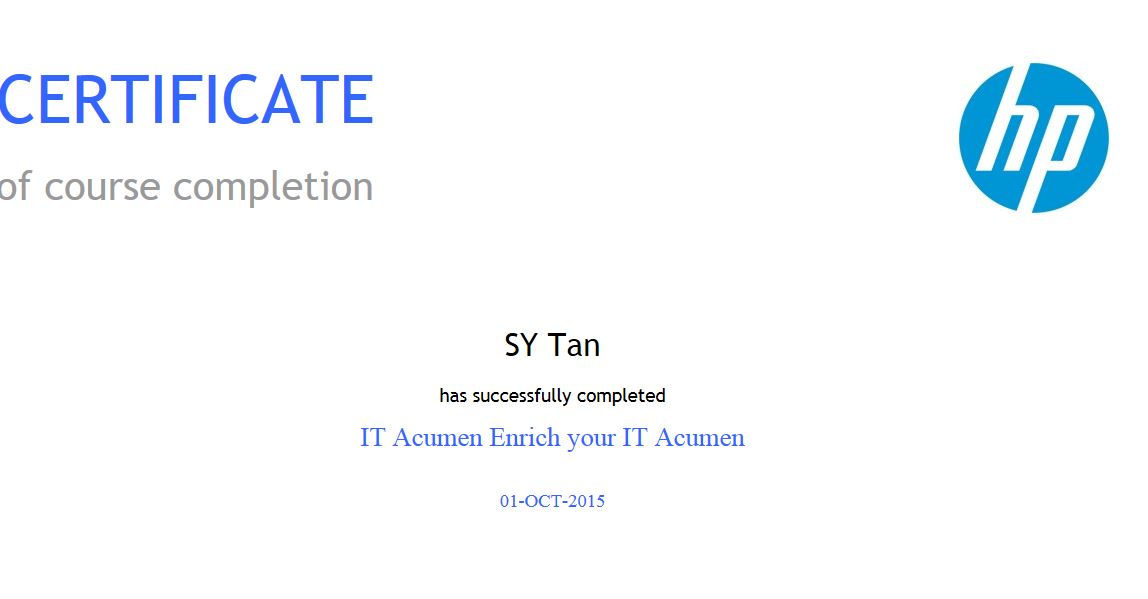 CERTIFICATE
hp
of course completion
SY Tan
has successfully completed
IT Acumen Enrich your IT Acumen
01-OCT-2015